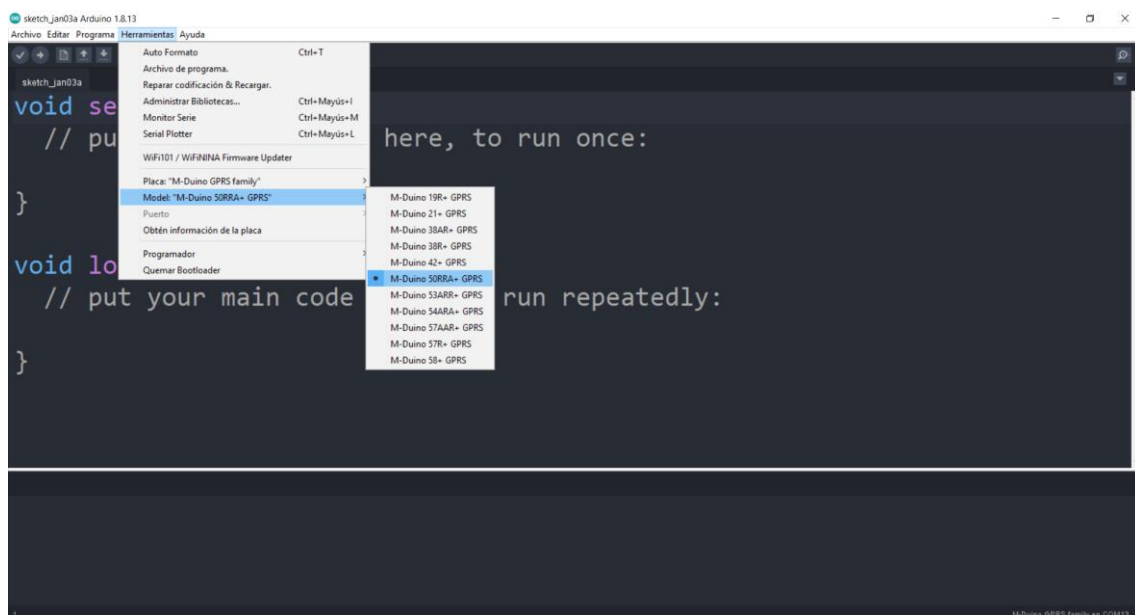 sketch_jan03a Arduino 1.8.13
Archivo Editar Programa Herramientas Ayuda
sketch_jan03a
Auto Formato Ctrl+T
Archivo de programa.
Reparar codificación & Recargar.
Administrar Bibliotecas... Ctrl+Mayús+I
Monitor Serie Ctrl+Mayús+M
Serial Plotter Ctrl+Mayús+L
WiFi101 / WiFiNINA Firmware Updater
Placa: "M-Duino GPRS family"
Model: "M-Duino 50RRA+ GPRS"
Puerto
Obtén información de la placa
Programador
Quemar Bootloader
M-Duino 19R+ GPRS
M-Duino 21+ GPRS
M-Duino 38AR+ GPRS
M-Duino 38R+ GPRS
M-Duino 42+ GPRS
M-Duino 50RRA+ GPRS
M-Duino 53ARR+ GPRS
M-Duino 54ARA+ GPRS
M-Duino 57AAR+ GPRS
M-Duino 57R+ GPRS
M-Duino 58+ GPRS
void se
// pu here, to run once:
}
void lo
// put your main code run repeatedly:
}
M-Duino GPRS family en COM13